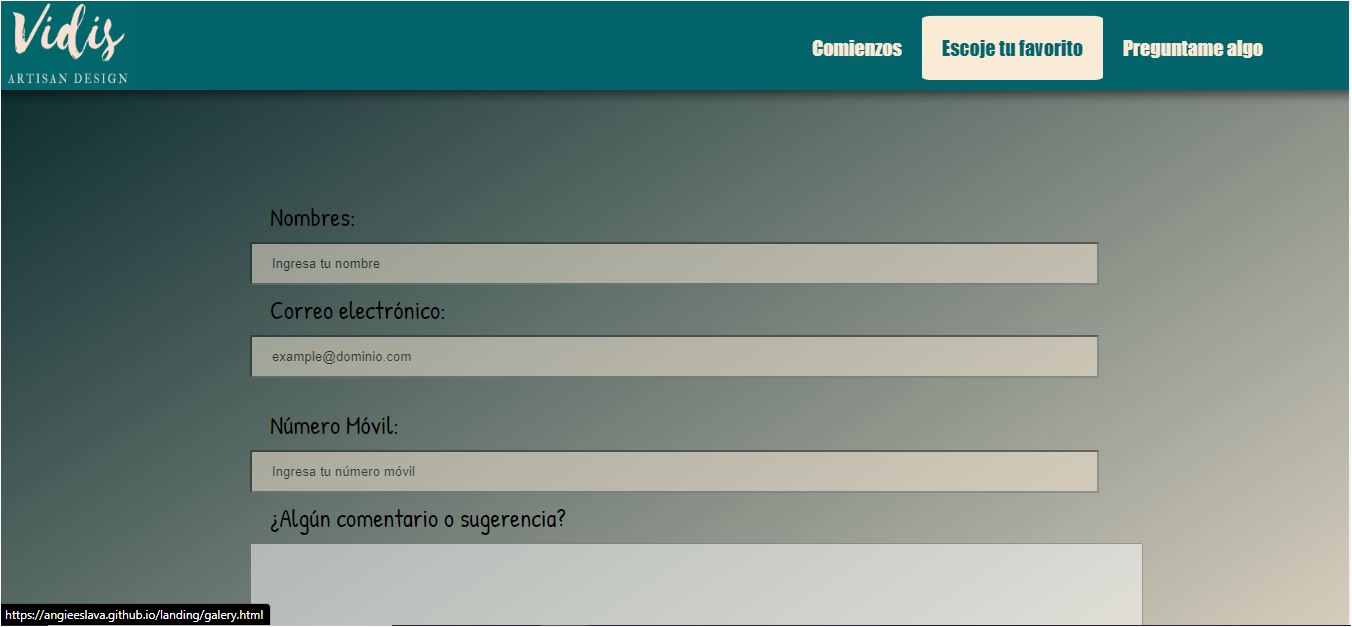 Vidis
ARTISAN DESIGN
Comienzos
Escoje tu favorito
Preguntame algo
Nombres:
Ingresa tu nombre
Correo electrónico:
example@dominio.com
Número Móvil:
Ingresa tu número móvil
¿Algún comentario o sugerencia?
https://angieeslava.github.io/landing/galery.html